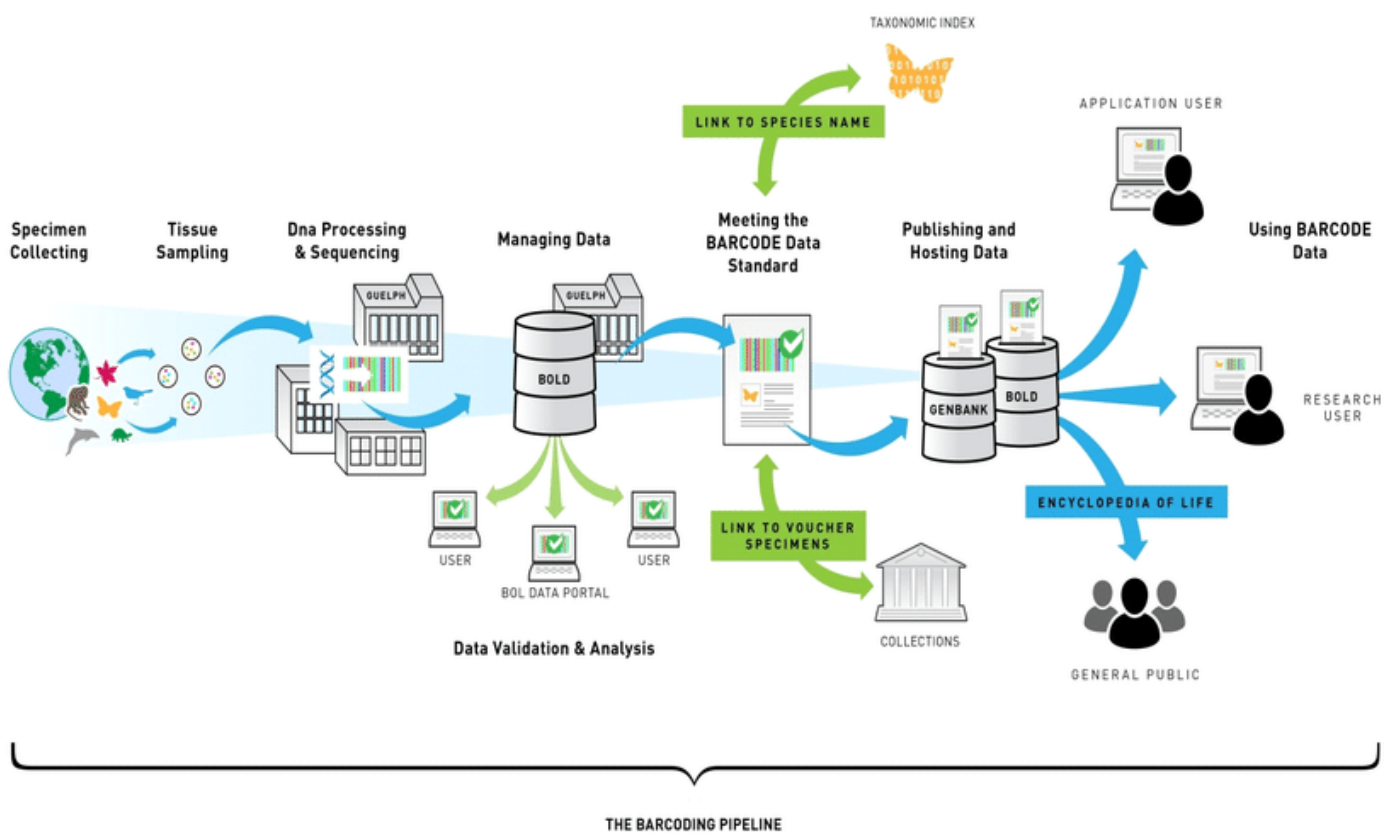 TAXONOMIC INDEX
LINK TO SPECIES NAME
APPLICATION USER
Specimen
Collecting
Tissue
Sampling
Dna Processing
& Sequencing
Managing Data
Meeting the
BARCODE Data
Standard
Publishing and
Hosting Data
Using BARCODE
Data
GUELPH
GUELPH
BOLD
GENBANK
BOLD
RESEARCH
USER
USER
BOL DATA PORTAL
USER
LINK TO VOUCHER
SPECIMENS
ENCYCLOPEDIA OF LIFE
COLLECTIONS
Data Validation & Analysis
GENERAL PUBLIC
THE BARCODING PIPELINE